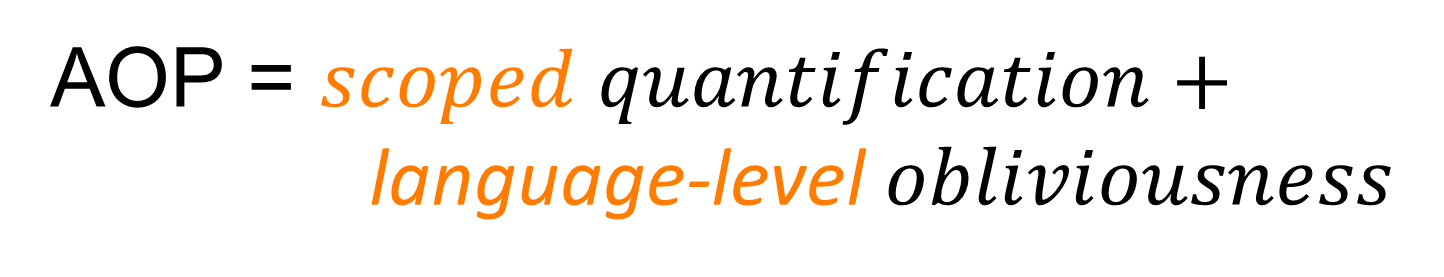 AOP = scoped quantification +
language-level obliviousness